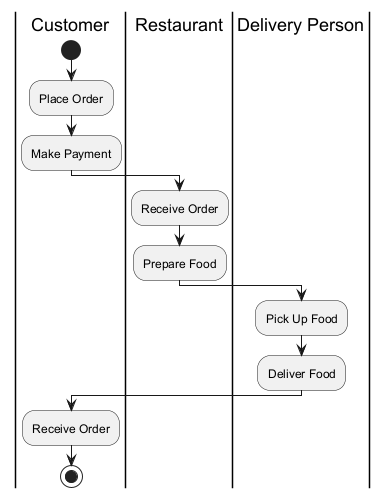 Customer
Restaurant
Delivery Person
Place Order
Make Payment
Receive Order
Prepare Food
Pick Up Food
Deliver Food
Receive Order